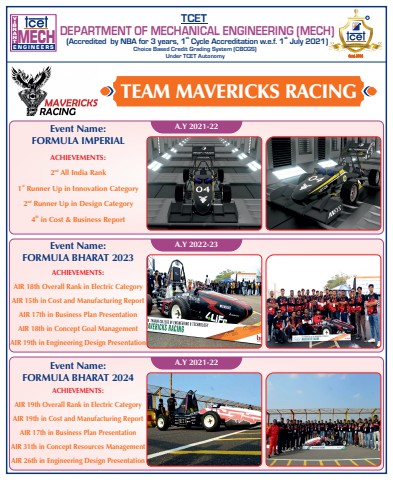 TCET
DEPARTMENT OF MECHANICAL ENGINEERING (MECH)
(Accredited by NBA for 3 years, 1st Cycle Accreditation w.e.f. 1st July 2021)
Choice Based Credit Grading System (CBCGS)
Under TCET Autonomy
tcet
MECH
ENGINEERS
tcet
MAVERICKS
RACING
TEAM MAVERICKS RACING
A.Y 2021-22
Event Name:
FORMULA IMPERIAL
ACHIEVEMENTS:
2nd All India Rank
1st Runner Up in Innovation Category
2nd Runner Up in Design Category
4th in Cost & Business Report
04
A.Y 2022-23
Event Name:
FORMULA BHARAT 2023
ACHIEVEMENTS:
AIR 10th Overall Rank in Electric Category
AIR 15th in Cost and Manufacturing Report
AIR 17th in Business Plan Presentation
AIR 18th in Concept Goal Management
AIR 19th in Engineering Design Presentation
MAVERICKS RACING
A.Y 2021-22
Event Name:
FORMULA BHARAT 2024
ACHIEVEMENTS:
AIR 19th Overall Rank in Electric Category
AIR 19th in Cost and Manufacturing Report
AIR 17th in Business Plan Presentation
AIR 31th in Concept Resources Management
AIR 26th in Engineering Design Presentation